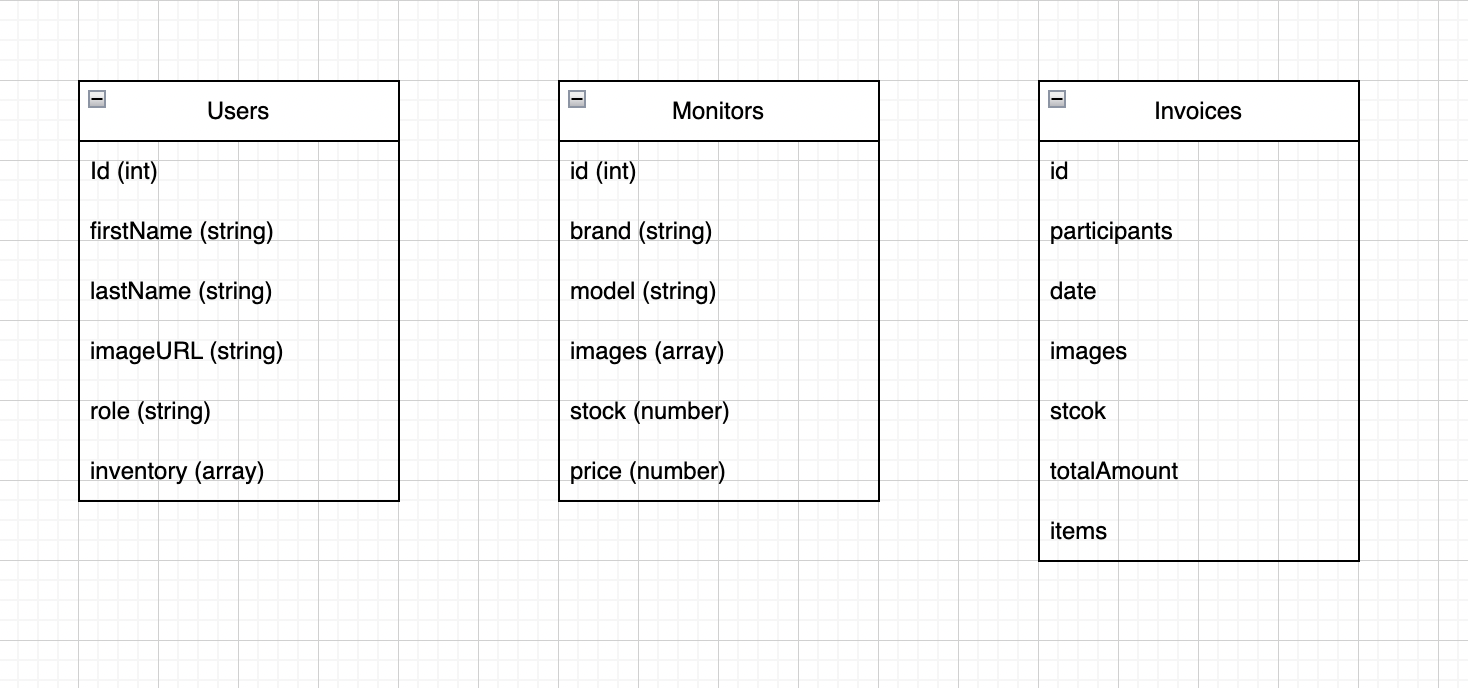 Users
Id (int)
firstName (string)
lastName (string)
imageURL (string)
role (string)
inventory (array)
Monitors
id (int)
brand (string)
model (string)
images (array)
stock (number)
price (number)
Invoices
id
participants
date
images
stcok
totalAmount
items